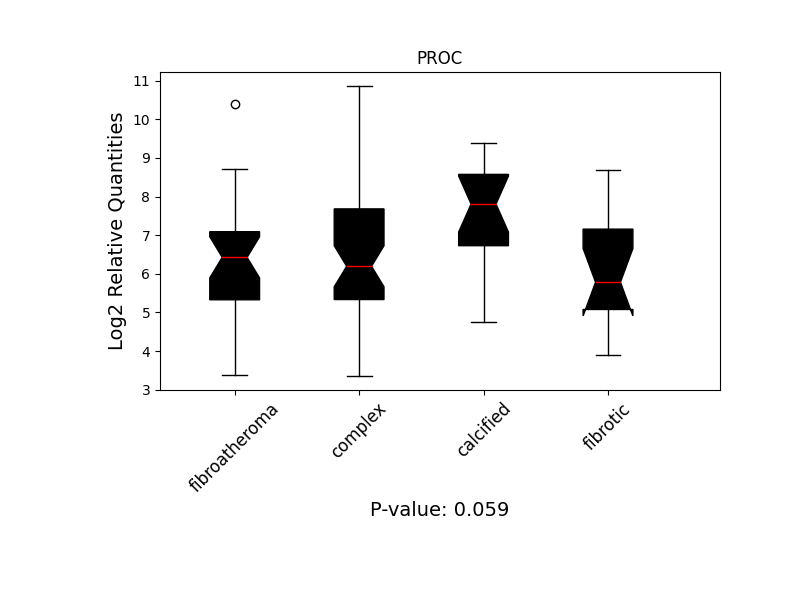 PROC
Log2 Relative Quantities
11
10
9
8
7
6
5
4
3
fibroatheroma
complex
calcified
fibrotic
P-value: 0.059